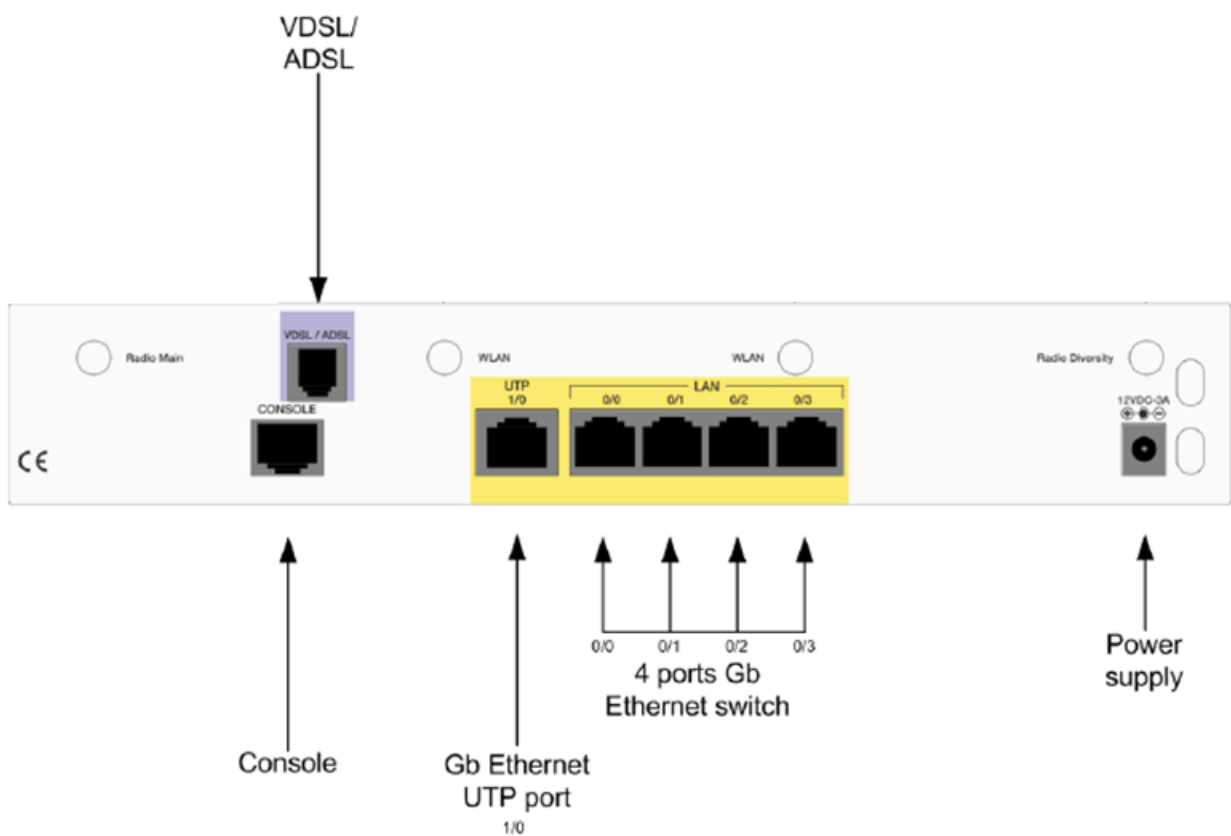 VDSL/
ADSL
VDSL / ADSL
Radio Main
WLAN
WLAN
Radio Diversity
UTP
1/0
LAN
0/0 0/1 0/2 0/3
12VDC-3A
CONSOLE
CE
0/0 0/1 0/2 0/3
4 ports Gb
Ethernet switch
Power
supply
Console
Gb Ethernet
UTP port
1/0